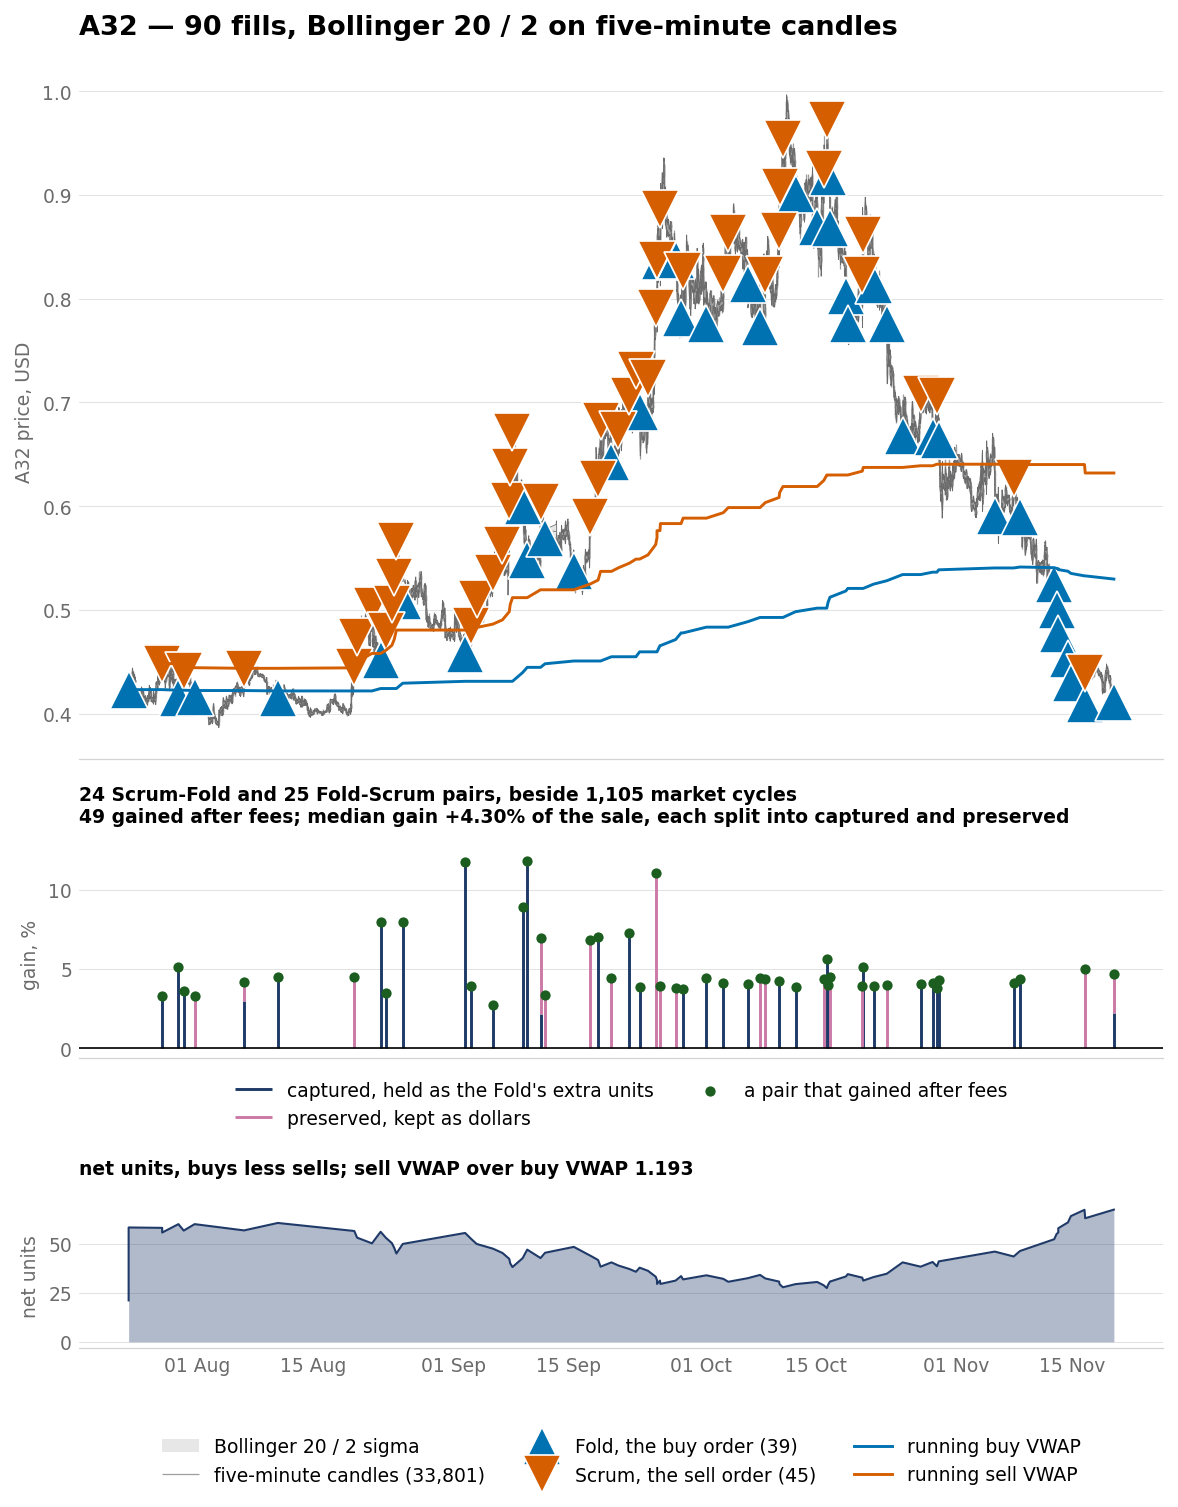 A32 — 90 fills, Bollinger 20 / 2 on five-minute candles
1.0
0.9
0.8
0.7
0.6
0.5
0.4
A32 price, USD
24 Scrum-Fold and 25 Fold-Scrum pairs, beside 1,105 market cycles
49 gained after fees; median gain +4.30% of the sale, each split into captured and preserved
10
5
0
gain, %
captured, held as the Fold's extra units
a pair that gained after fees
preserved, kept as dollars
net units, buys less sells; sell VWAP over buy VWAP 1.193
50
25
0
net units
01 Aug
15 Aug
01 Sep
15 Sep
01 Oct
15 Oct
01 Nov
15 Nov
Bollinger 20 / 2 sigma
Fold, the buy order (39)
running buy VWAP
five-minute candles (33,801)
Scrum, the sell order (45)
running sell VWAP